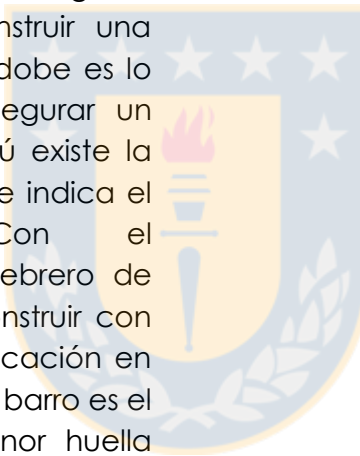 nstruir una
dobe es lo
egurar un
ú existe la
e indica el
Con el
ebrero de
nstruir con
cación en
barro es el
nor huella